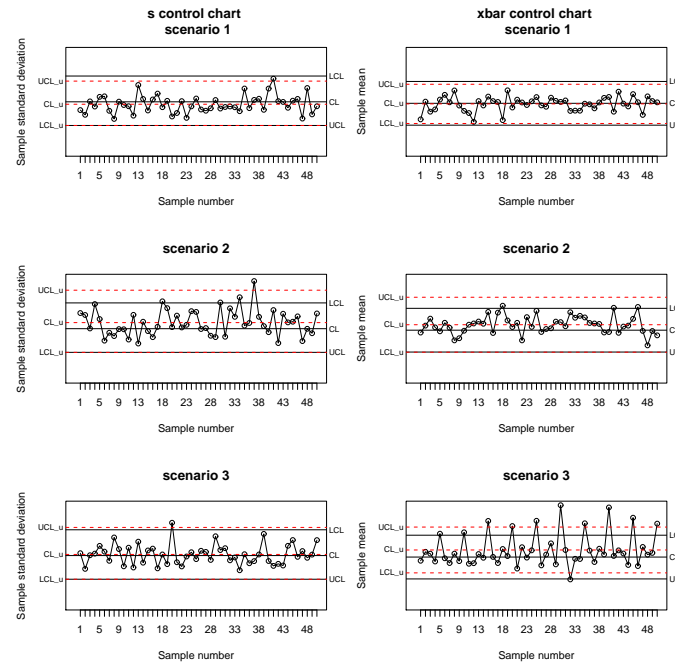 s control chart
scenario 1
Sample standard deviation
UCL_u
CL_u
LCL_u
LCL
CL
UCL
1 5 9 13 18 23 28 33 38 43 48
Sample number
xbar control chart
scenario 1
Sample mean
UCL_u
CL_u
LCL_u
CL
1 5 9 13 18 23 28 33 38 43 48
Sample number
scenario 2
Sample standard deviation
UCL_u
CL_u
LCL_u
LCL
CL
UCL
1 5 9 13 18 23 28 33 38 43 48
Sample number
scenario 2
Sample mean
UCL_u
CL_u
LCL_u
1 5 9 13 18 23 28 33 38 43 48
Sample number
scenario 3
Sample standard deviation
UCL_u
CL_u
LCL_u
LCL
CL
UCL
1 5 9 13 18 23 28 33 38 43 48
Sample number
scenario 3
Sample mean
UCL_u
CL_u
LCL_u
1 5 9 13 18 23 28 33 38 43 48
Sample number